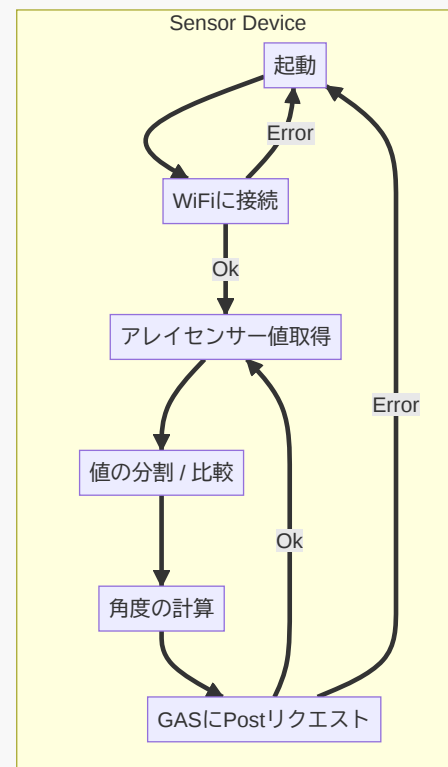 Sensor Device
起動
Error
WiFiに接続
Ok
アレイセンサー値取得
Error
値の分割 / 比較
Ok
角度の計算
GASにPostリクエスト